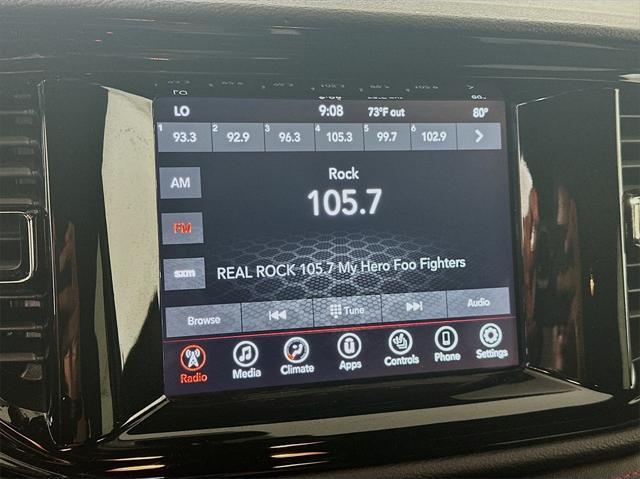 LO 9:08 73°F out 80°
1 93.3 2 92.9 3 96.3 4 105.3 5 99.7 6 102.9
AM
Rock
105.7
FM
sxm
REAL ROCK 105.7 My Hero Foo Fighters
Browse Tune Audio
Radio Media Climate Apps Controls Phone Settings